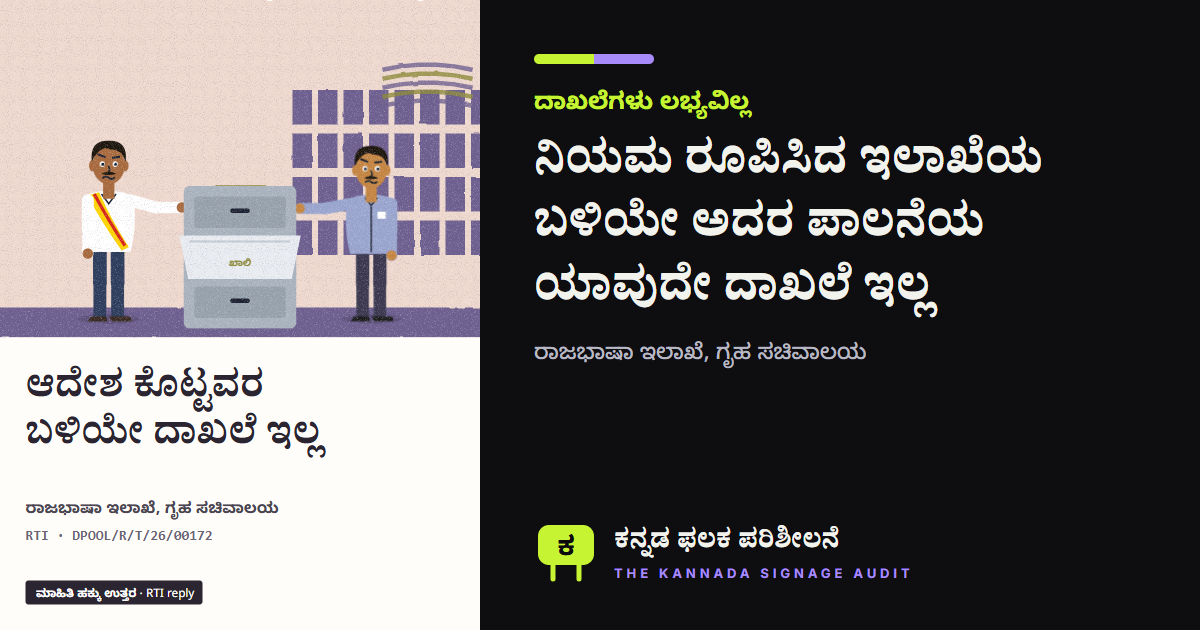 ಖಾಲಿ
ಆದೇಶ ಕೊಟ್ಟವರ
ಬಳಿಯೇ ದಾಖಲೆ ಇಲ್ಲ
ರಾಜಭಾಷಾ ಇಲಾಖೆ, ಗೃಹ ಸಚಿವಾಲಯ
RTI · DPOOL/R/T/26/00172
ಮಾಹಿತಿ ಹಕ್ಕು ಉತ್ತರ · RTI reply
ದಾಖಲೆಗಳು ಲಭ್ಯವಿಲ್ಲ
ನಿಯಮ ರೂಪಿಸಿದ ಇಲಾಖೆಯ
ಬಳಿಯೇ ಅದರ ಪಾಲನೆಯ
ಯಾವುದೇ ದಾಖಲೆ ಇಲ್ಲ
ರಾಜಭಾಷಾ ಇಲಾಖೆ, ಗೃಹ ಸಚಿವಾಲಯ
ಕ
ಕನ್ನಡ ಫಲಕ ಪರಿಶೀಲನೆ
THE KANNADA SIGNAGE AUDIT